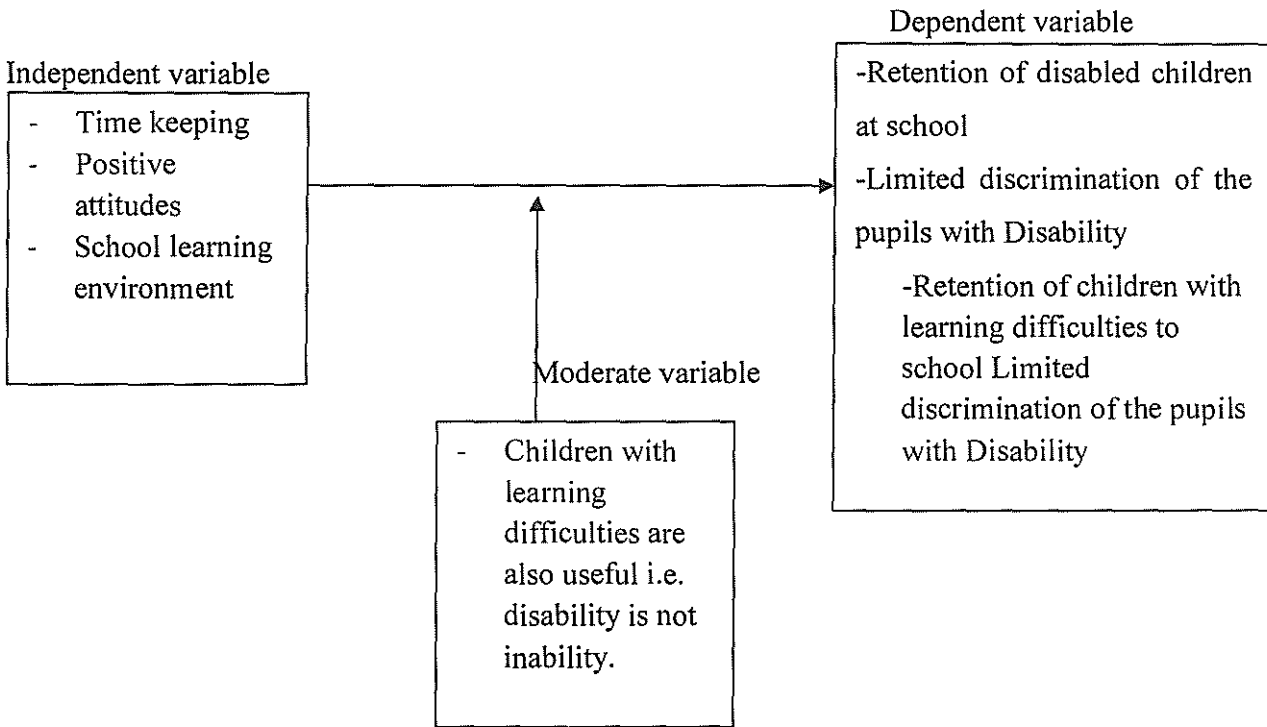 Independent variable
- Time keeping
- Positive
attitudes
- School learning
environment
Dependent variable
-Retention of disabled children
at school
-Limited discrimination of the
pupils with Disability
-Retention of children with
learning difficulties to
school Limited
discrimination of the pupils
with Disability
Moderate variable
- Children with
learning
difficulties are
also useful i.e.
disability is not
inability.